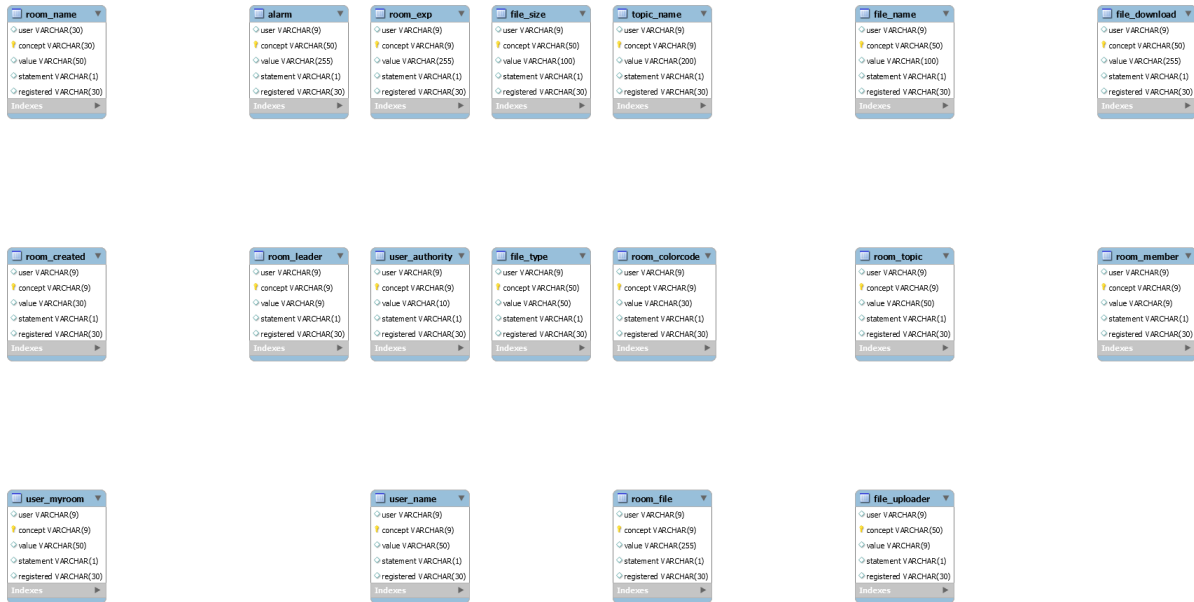 room_name
user VARCHAR(30)
concept VARCHAR(30)
value VARCHAR(50)
statement VARCHAR(1)
registered VARCHAR(30)
Indexes
alarm
user VARCHAR(9)
concept VARCHAR(50)
value VARCHAR(255)
statement VARCHAR(1)
registered VARCHAR(30)
Indexes
room_exp
user VARCHAR(9)
concept VARCHAR(9)
value VARCHAR(255)
statement VARCHAR(1)
registered VARCHAR(30)
Indexes
file_size
user VARCHAR(9)
concept VARCHAR(50)
value VARCHAR(100)
statement VARCHAR(1)
registered VARCHAR(30)
Indexes
topic_name
user VARCHAR(9)
concept VARCHAR(9)
value VARCHAR(200)
statement VARCHAR(1)
registered VARCHAR(30)
Indexes
file_name
user VARCHAR(9)
concept VARCHAR(50)
value VARCHAR(100)
statement VARCHAR(1)
registered VARCHAR(30)
Indexes
file_download
user VARCHAR(9)
concept VARCHAR(50)
value VARCHAR(255)
statement VARCHAR(1)
registered VARCHAR(30)
Indexes
room_created
user VARCHAR(9)
concept VARCHAR(9)
value VARCHAR(30)
statement VARCHAR(1)
registered VARCHAR(30)
Indexes
room_leader
user VARCHAR(9)
concept VARCHAR(9)
value VARCHAR(9)
statement VARCHAR(1)
registered VARCHAR(30)
Indexes
user_authority
user VARCHAR(9)
concept VARCHAR(9)
value VARCHAR(10)
statement VARCHAR(1)
registered VARCHAR(30)
Indexes
file_type
user VARCHAR(9)
concept VARCHAR(50)
value VARCHAR(50)
statement VARCHAR(1)
registered VARCHAR(30)
Indexes
room_colorcode
user VARCHAR(9)
concept VARCHAR(9)
value VARCHAR(30)
statement VARCHAR(1)
registered VARCHAR(30)
Indexes
room_topic
user VARCHAR(9)
concept VARCHAR(9)
value VARCHAR(50)
statement VARCHAR(1)
registered VARCHAR(30)
Indexes
room_member
user VARCHAR(9)
concept VARCHAR(9)
value VARCHAR(9)
statement VARCHAR(1)
registered VARCHAR(30)
Indexes
user_myroom
user VARCHAR(9)
concept VARCHAR(9)
value VARCHAR(50)
statement VARCHAR(1)
registered VARCHAR(30)
Indexes
user_name
user VARCHAR(9)
concept VARCHAR(9)
value VARCHAR(50)
statement VARCHAR(1)
registered VARCHAR(30)
Indexes
room_file
user VARCHAR(9)
concept VARCHAR(9)
value VARCHAR(255)
statement VARCHAR(1)
registered VARCHAR(30)
Indexes
file_uploader
user VARCHAR(9)
concept VARCHAR(50)
value VARCHAR(9)
statement VARCHAR(1)
registered VARCHAR(30)
Indexes